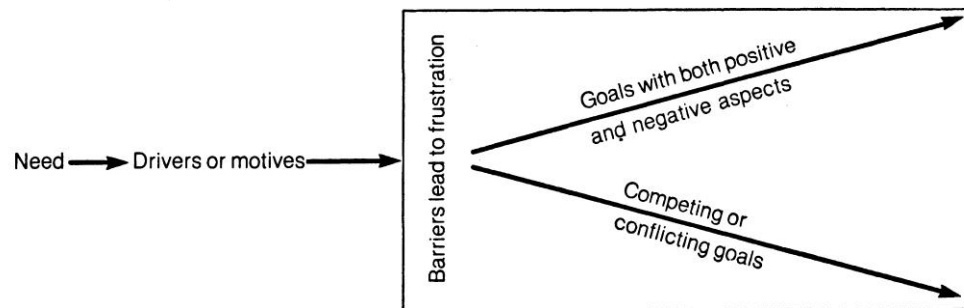 Need
Drivers or motives
Barriers lead to frustration
Goals with both positive
and negative aspects
Competing or
conflicting goals